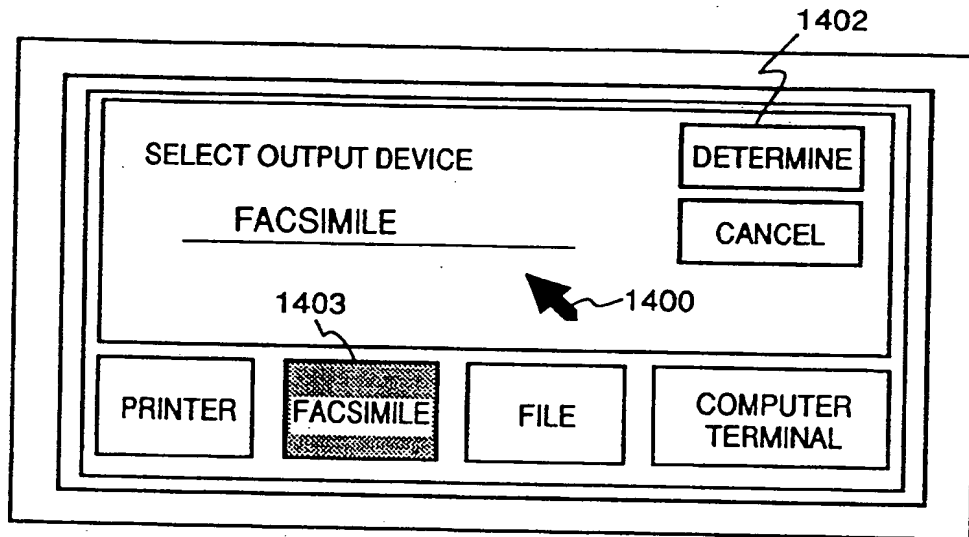 1402
SELECT OUTPUT DEVICE
DETERMINE
FACSIMILE
CANCEL
1403
1400
PRINTER
FACSIMILE
FILE
COMPUTER
TERMINAL